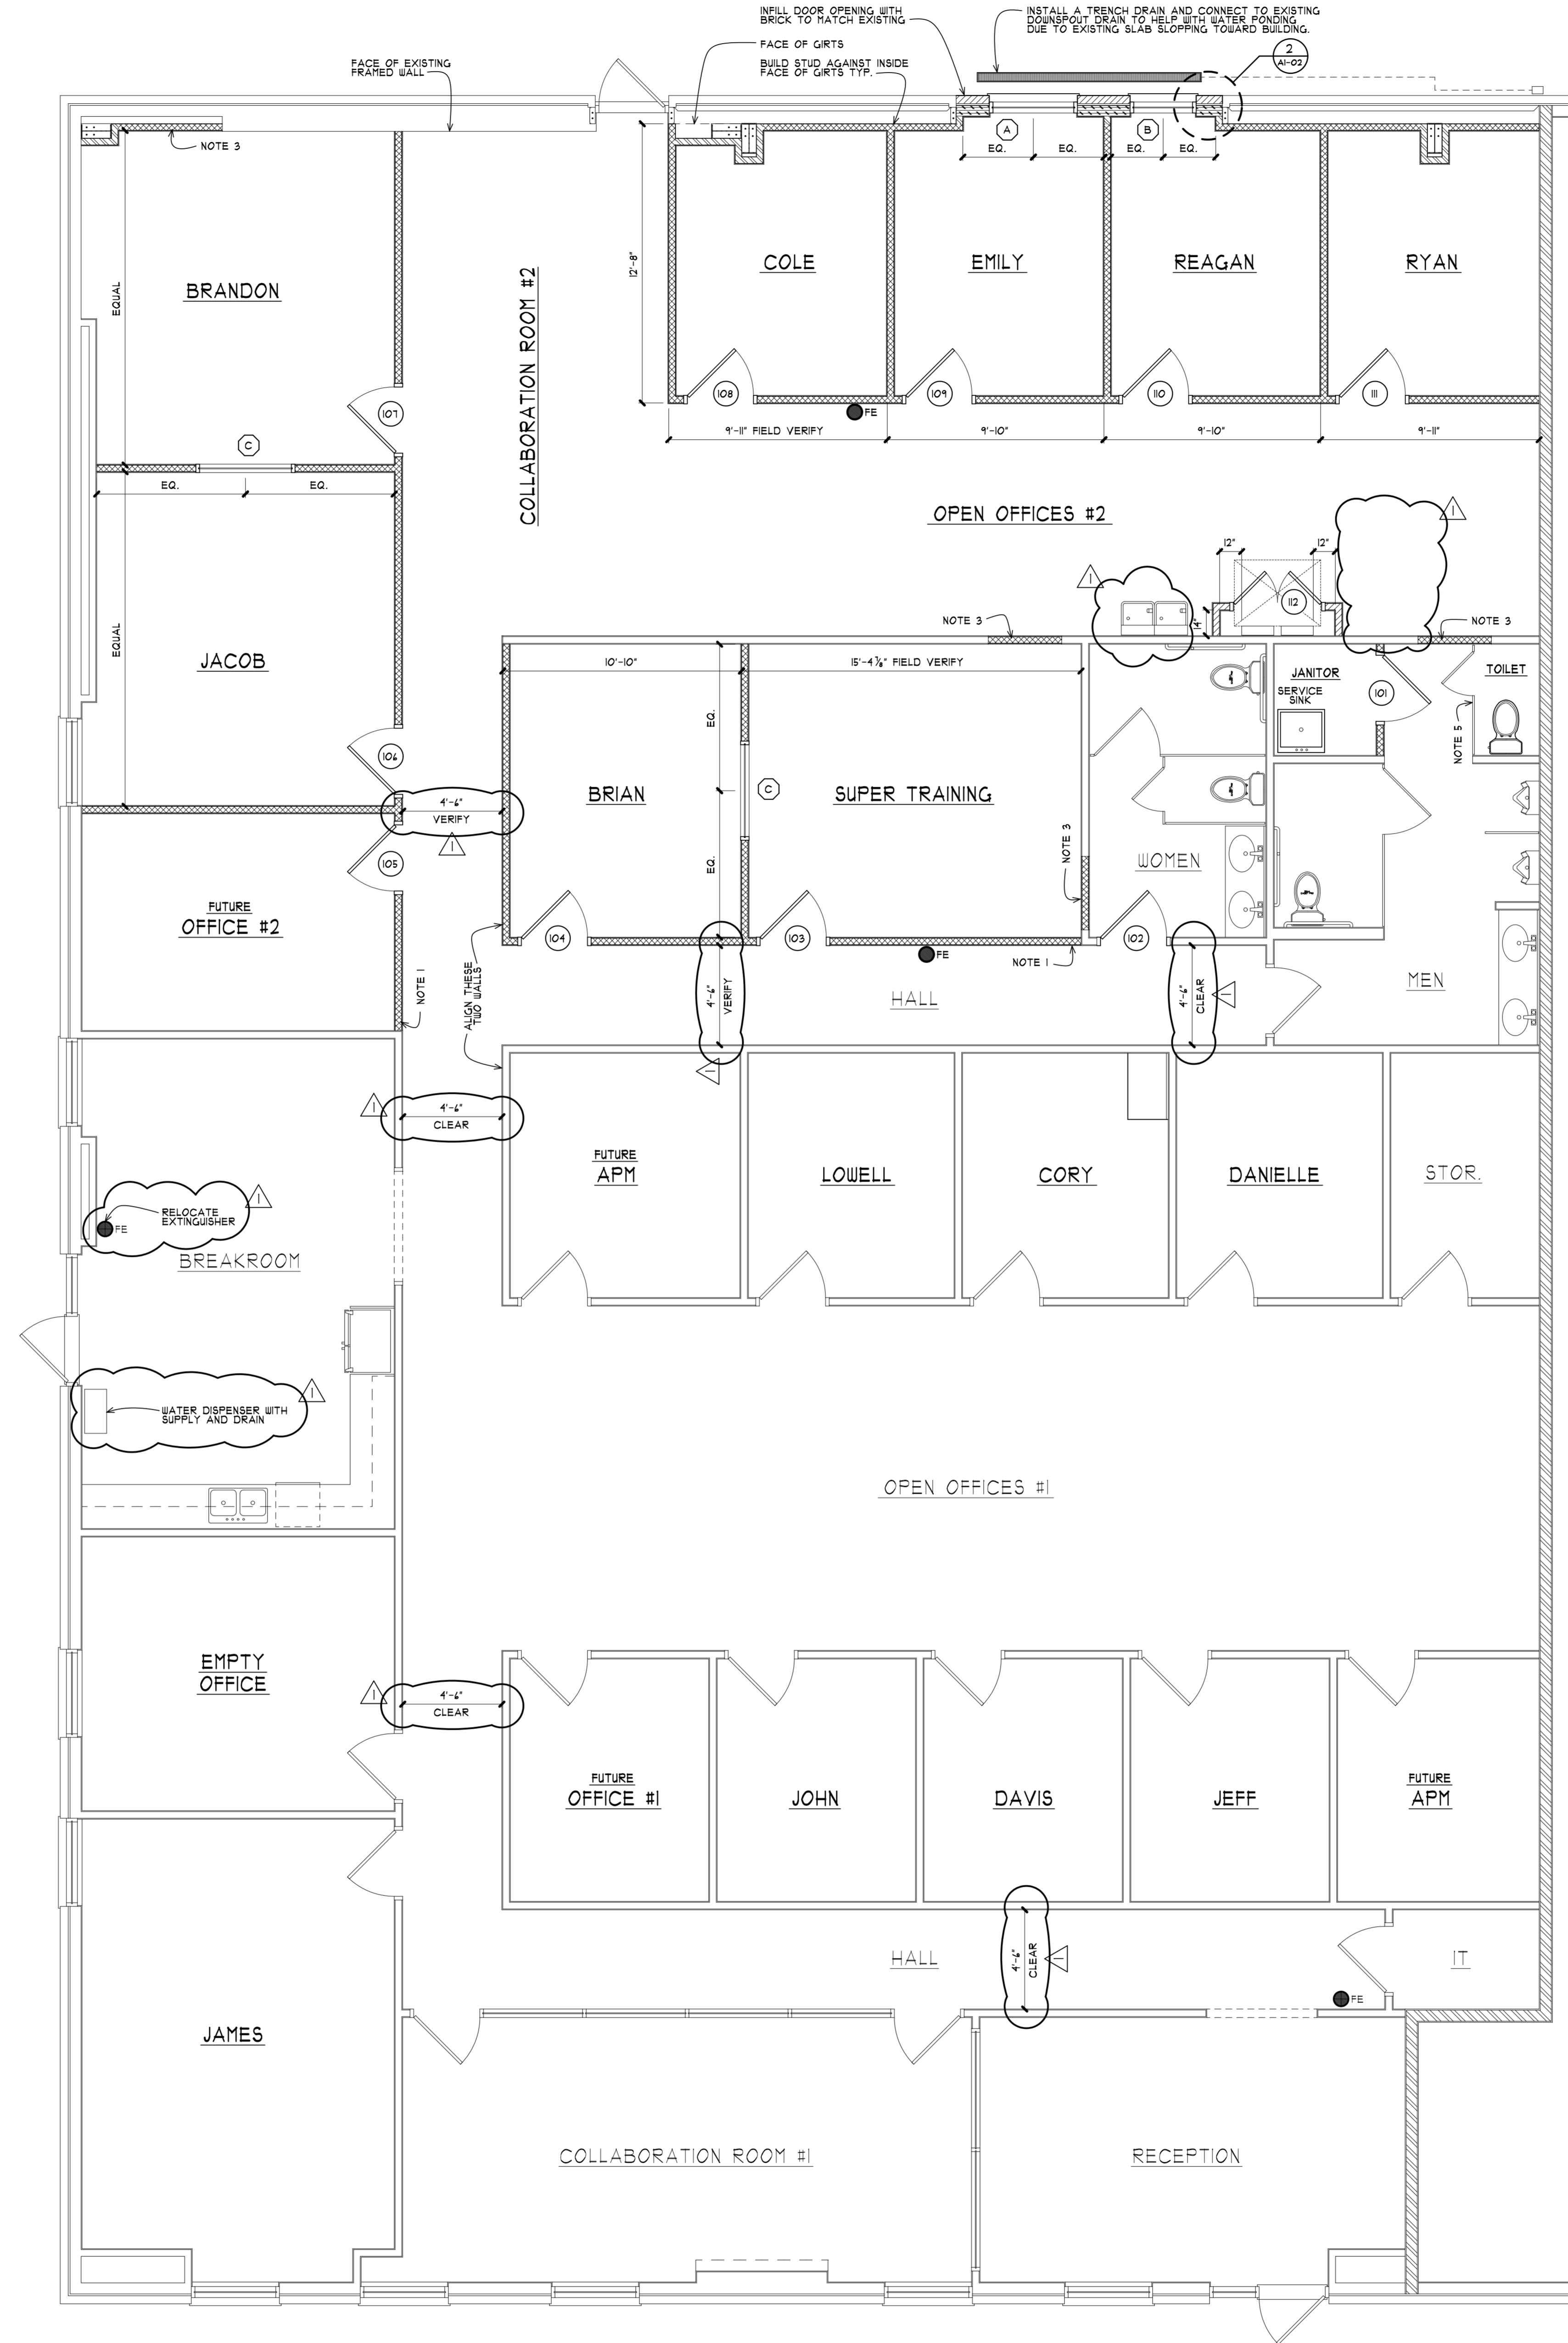 INFILL DOOR OPENING WITH
BRICK TO MATCH EXISTING
INSTALL A TRENCH DRAIN AND CONNECT TO EXISTING
DOWNSPOUT DRAIN TO HELP WITH WATER PONDING
DUE TO EXISTING SLAB SLOPPING TOWARD BUILDING.
FACE OF GIRTS
2
A1-02
FACE OF EXISTING
FRAMED WALL
BUILD STUD AGAINST INSIDE
FACE OF GIRTS TYP.
NOTE 3
A
B
EQ.
EQ.
EQ.
EQ.
12'-8"
EQUAL
BRANDON
COLLABORATION ROOM #2
COLE
EMILY
REAGAN
RYAN
107
108
109
110
111
FE
C
9'-11" FIELD VERIFY
9'-10"
9'-10"
9'-11"
EQ.
EQ.
OPEN OFFICES #2
1
12"
12"
1
112
14"
NOTE 3
NOTE 3
EQUAL
JACOB
10'-10"
15'-4 7/8" FIELD VERIFY
JANITOR
SERVICE
SINK
101
TOILET
EQ.
NOTE 5
106
BRIAN
C
SUPER TRAINING
4'-6"
VERIFY
1
NOTE 3
WOMEN
105
EQ.
FUTURE
OFFICE #2
104
103
102
FE
NOTE 1
NOTE 1
ALIGN THESE
TWO WALLS
4'-6"
VERIFY
1
HALL
4'-6"
CLEAR
1
MEN
1
4'-6"
CLEAR
FUTURE
APM
LOWELL
CORY
DANIELLE
STOR.
1
RELOCATE
EXTINGUISHER
FE
BREAKROOM
1
WATER DISPENSER WITH
SUPPLY AND DRAIN
OPEN OFFICES #1
EMPTY
OFFICE
1
4'-6"
CLEAR
FUTURE
OFFICE #1
JOHN
DAVIS
JEFF
FUTURE
APM
HALL
4'-6"
CLEAR
1
IT
FE
JAMES
COLLABORATION ROOM #1
RECEPTION